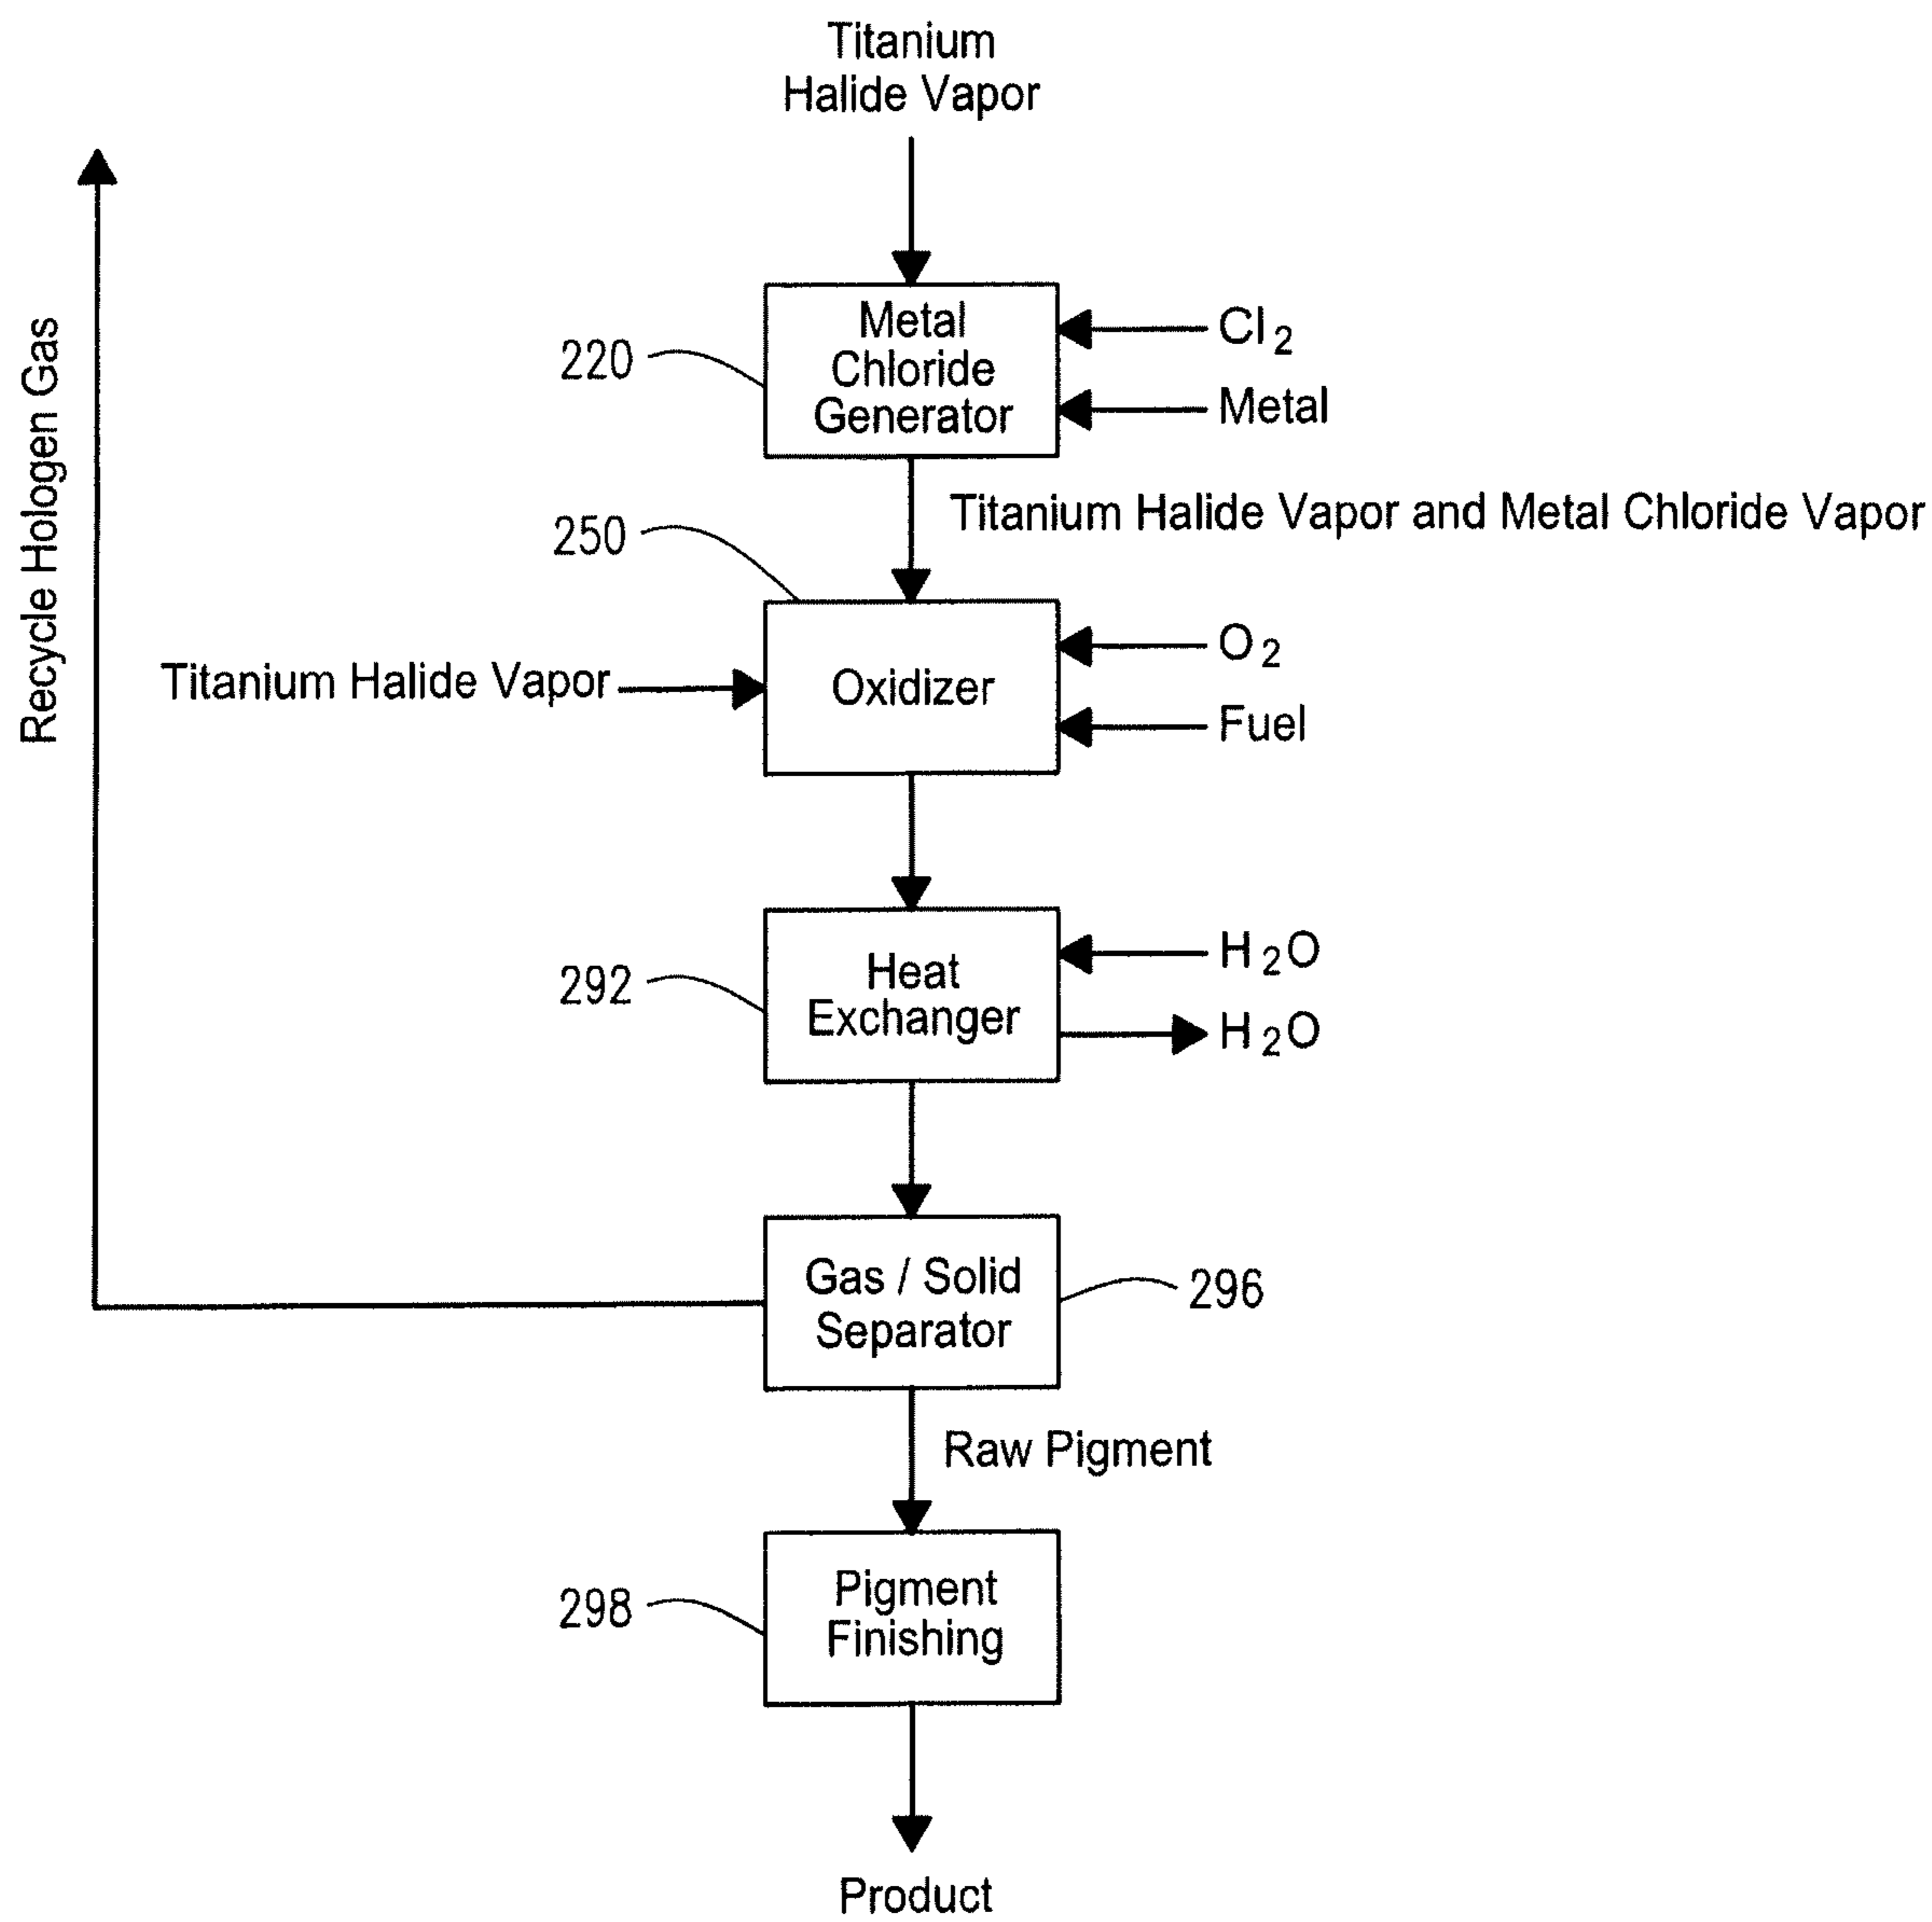 Titanium
Halide Vapor
Recycle Hologen Gas
220
Metal
Chloride
Generator
Cl2
Metal
Titanium Halide Vapor and Metal Chloride Vapor
250
Titanium Halide Vapor
Oxidizer
O2
Fuel
292
Heat
Exchanger
H2O
H2O
Gas / Solid
Separator
296
Raw Pigment
298
Pigment
Finishing
Product